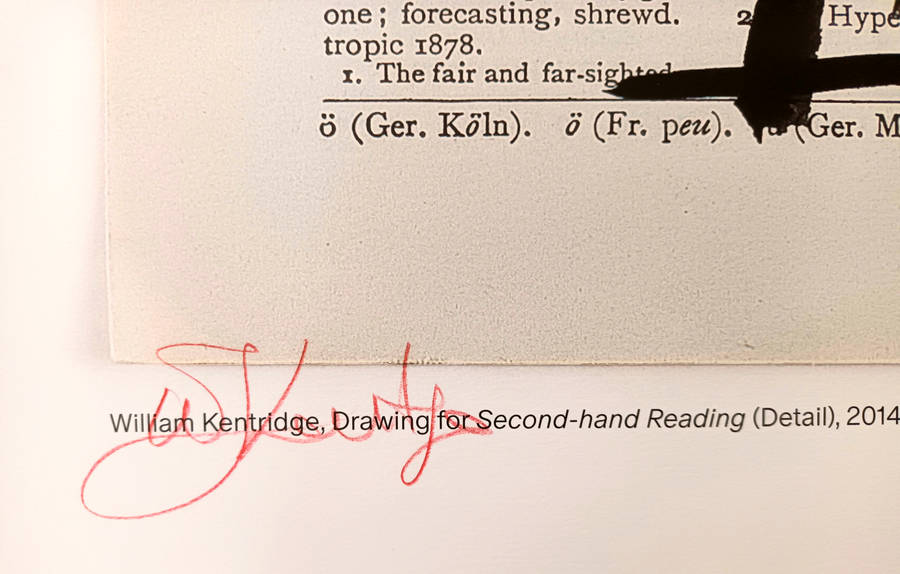 one; forecasting, shrewd. 2
tropic 1878.
1. The fair and far-sighted
ö (Ger. Köln). ö (Fr. peu). (Ger. M
William Kentridge, Drawing for Second-hand Reading (Detail), 2014